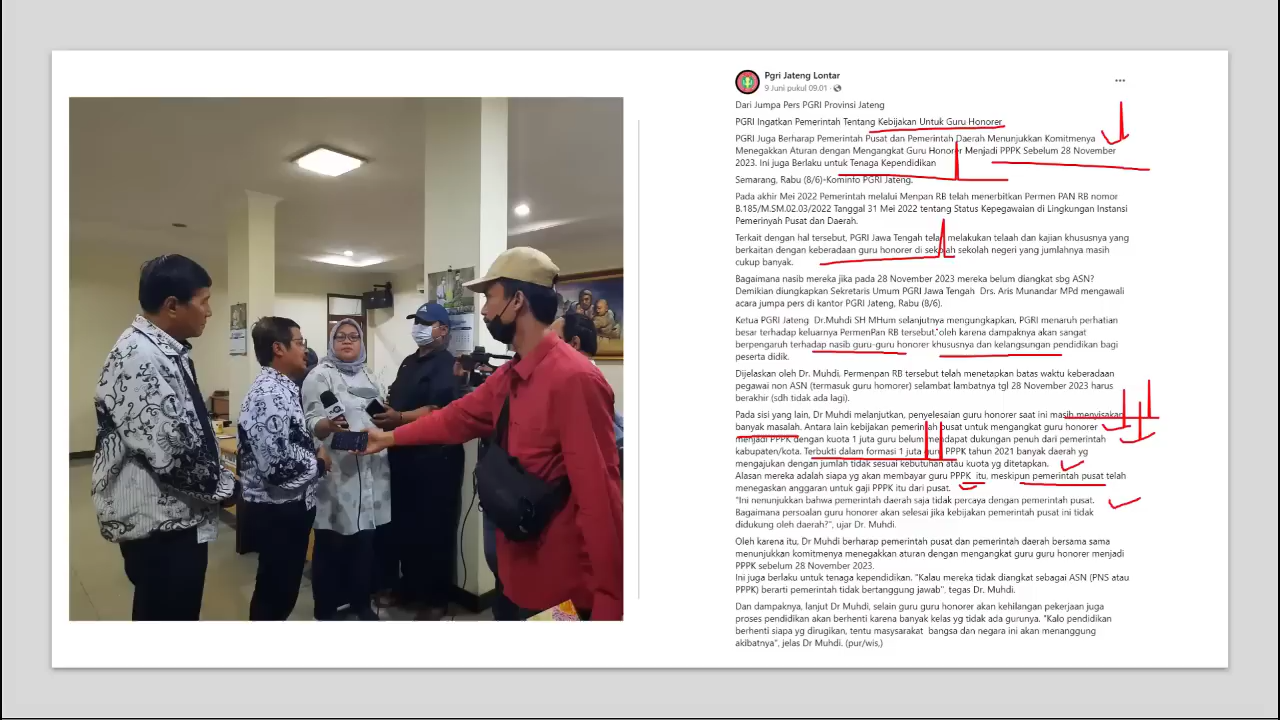 Pgri Jateng Lontar
9 Juni pukul 09.01 ·
Dari Jumpa Pers PGRI Provinsi Jateng
PGRI Ingatkan Pemerintah Tentang Kebijakan Untuk Guru Honorer
PGRI Juga Berharap Pemerintah Pusat dan Pemerintah Daerah Menunjukkan Komitmenya
Menegakkan Aturan dengan Mengangkat Guru Honorer Menjadi PPPK Sebelum 28 November
2023. Ini juga Berlaku untuk Tenaga Kependidikan
Semarang, Rabu (8/6)-Kominfo PGRI Jateng.
Pada akhir Mei 2022 Pemerintah melalui Menpan RB telah menerbitkan Permen PAN RB nomor
B.185/M.SM.02.03/2022 Tanggal 31 Mei 2022 tentang Status Kepegawaian di Lingkungan Instansi
Pemerinyah Pusat dan Daerah.
Terkait dengan hal tersebut, PGRI Jawa Tengah telah melakukan telaah dan kajian khususnya yang
berkaitan dengan keberadaan guru honorer di sekolah sekolah negeri yang jumlahnya masih
cukup banyak.
Bagaimana nasib mereka jika pada 28 November 2023 mereka belum diangkat sbg ASN?
Demikian diungkapkan Sekretaris Umum PGRI Jawa Tengah Drs. Aris Munandar MPd mengawali
acara jumpa pers di kantor PGRI Jateng, Rabu (8/6).
Ketua PGRI Jateng Dr.Muhdi SH MHum selanjutnya mengungkapkan, PGRI menaruh perhatian
besar terhadap keluarnya PermenPan RB tersebut,"oleh karena dampaknya akan sangat
berpengaruh terhadap nasib guru-guru honorer khususnya dan kelangsungan pendidikan bagi
peserta didik.
Dijelaskan oleh Dr. Muhdi, Permenpan RB tersebut telah menetapkan batas waktu keberadaan
pegawai non ASN (termasuk guru honorer) selambat lambatnya tgl 28 November 2023 harus
berakhir (sdh tidak ada lagi).
Pada sisi yang lain, Dr Muhdi melanjutkan, penyelesaian guru honorer saat ini masih menyisakan
banyak masalah. Antara lain kebijakan pemerintah pusat untuk mengangkat guru honorer
menjadi PPPK dengan kuota 1 juta guru belum mendapat dukungan penuh dari pemerintah
kabupaten/kota. Terbukti dalam formasi 1 juta guru PPPK tahun 2021 banyak daerah yg
mengajukan dengan jumlah tidak sesuai kebutuhan atau kuota yg ditetapkan.
Alasan mereka adalah siapa yg akan membayar guru PPPK itu, meskipun pemerintah pusat telah
menegaskan anggaran untuk gaji PPPK itu dari pusat.
"Ini nenunjukkan bahwa pemerintah daerah saja tidak percaya dengan pemerintah pusat.
Bagaimana persoalan guru honorer akan selesai jika kebijakan pemerintah pusat ini tidak
didukung oleh daerah?", ujar Dr. Muhdi.
Oleh karena itu, Dr Muhdi berharap pemerintah pusat dan pemerintah daerah bersama sama
menunjukkan komitmenya menegakkan aturan dengan mengangkat guru guru honorer menjadi
PPPK sebelum 28 November 2023.
Ini juga berlaku untuk tenaga kependidikan. "Kalau mereka tidak diangkat sebagai ASN (PNS atau
PPPK) berarti pemerintah tidak bertanggung jawab", tegas Dr. Muhdi.
Dan dampaknya, lanjut Dr Muhdi, selain guru guru honorer akan kehilangan pekerjaan juga
proses pendidikan akan berhenti karena banyak kelas yg tidak ada gurunya. "Kalo pendidikan
berhenti siapa yg dirugikan, tentu masysarakat bangsa dan negara ini akan menanggung
akibatnya", jelas Dr Muhdi. (pur/wis,)